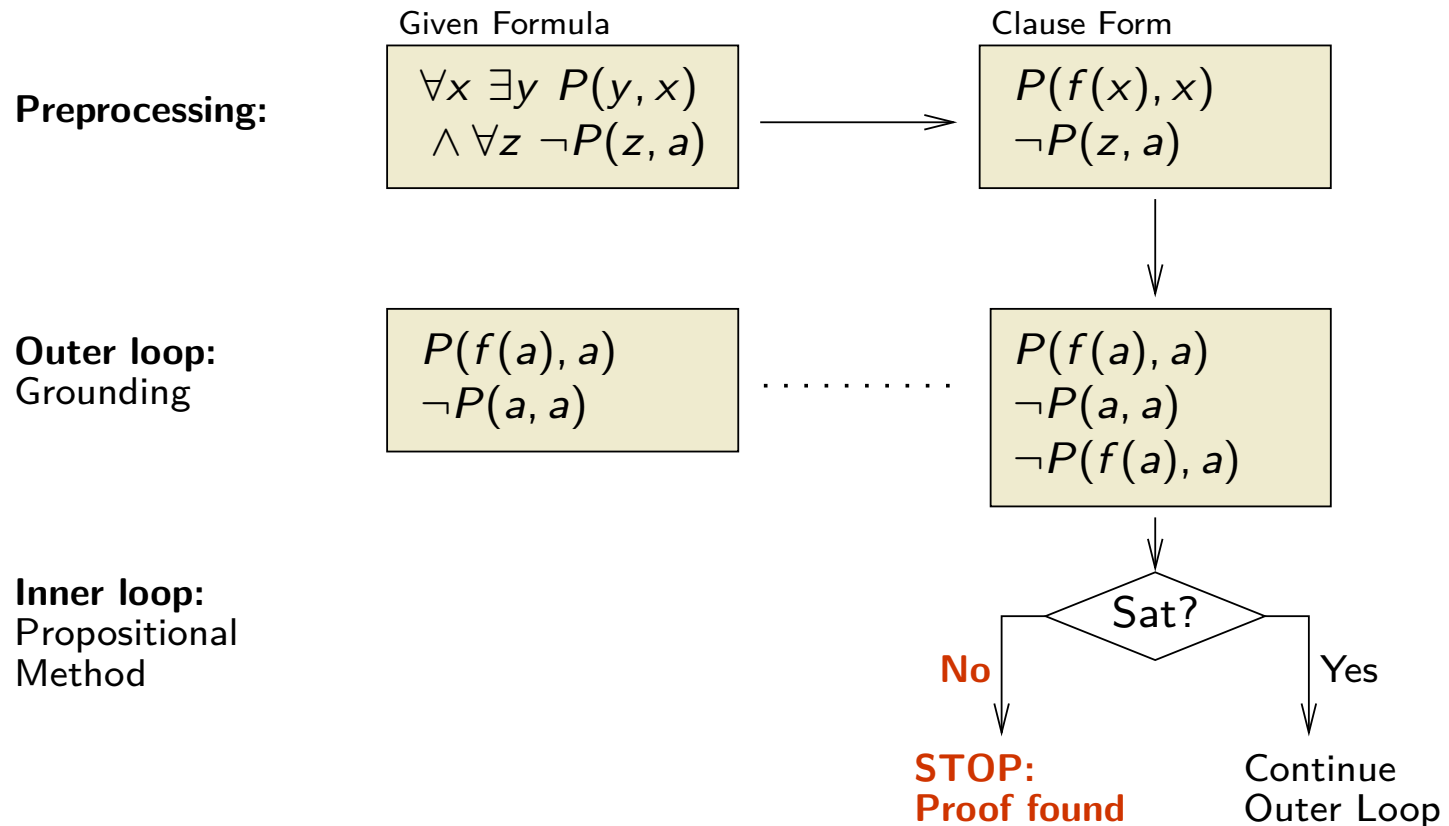 Given Formula
Clause Form
Preprocessing:
∀x ∃y P(y, x)
∧ ∀z ¬P(z, a)
P(f(x), x)
¬P(z, a)
Outer loop:
Grounding
P(f(a), a)
¬P(a, a)
. . . . . . . . . .
P(f(a), a)
¬P(a, a)
¬P(f(a), a)
Inner loop:
Propositional
Method
Sat?
No
Yes
STOP:
Proof found
Continue
Outer Loop